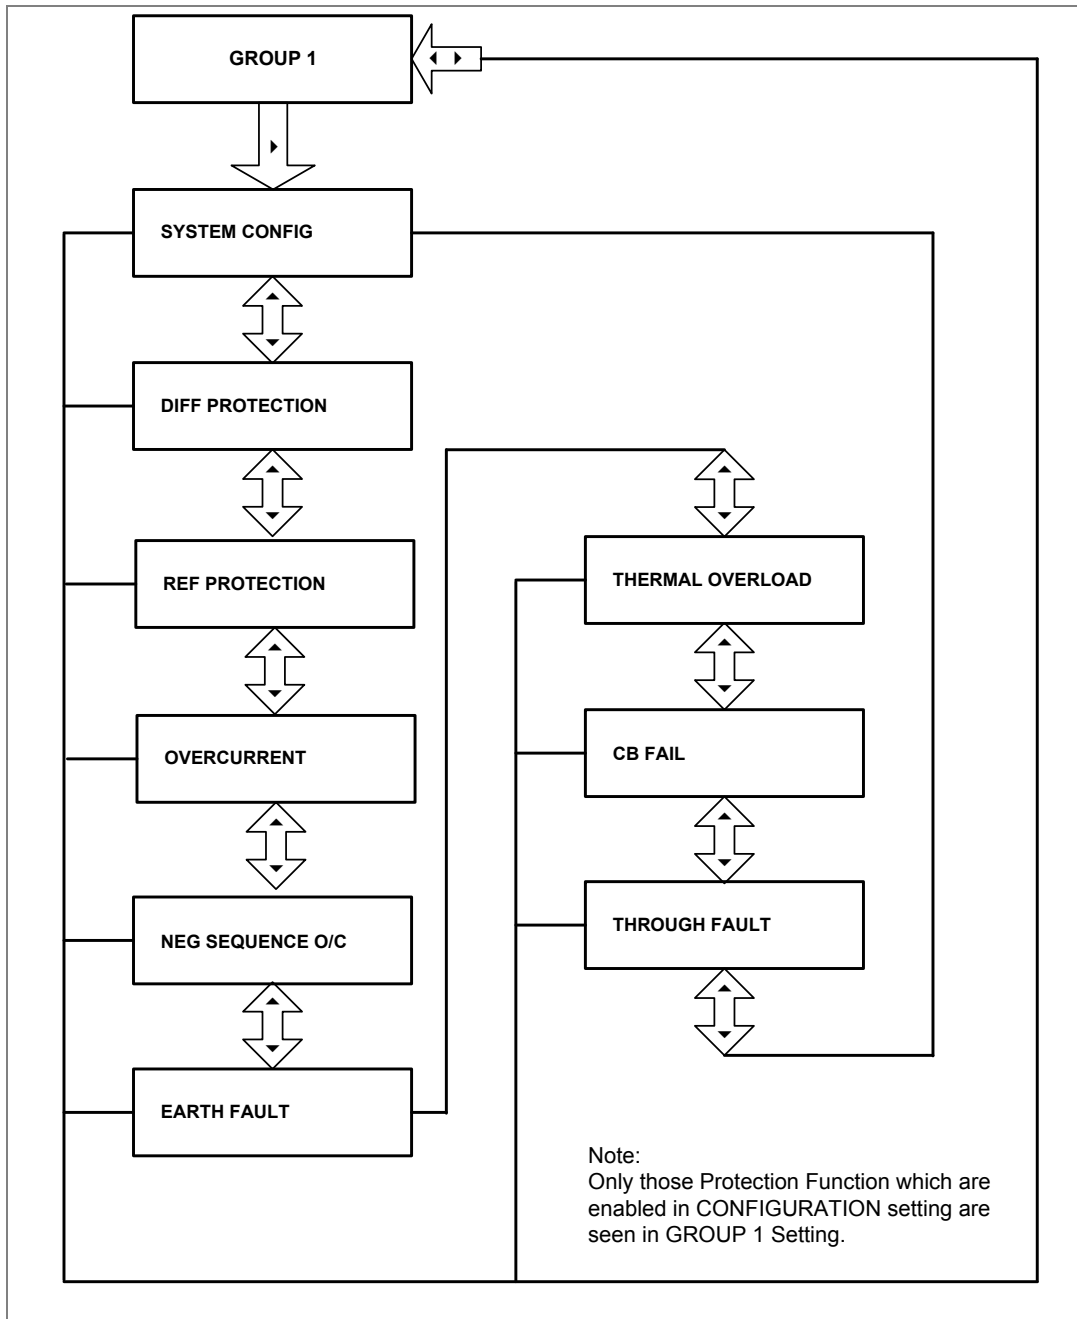 GROUP 1
SYSTEM CONFIG
DIFF PROTECTION
REF PROTECTION
OVERCURRENT
NEG SEQUENCE O/C
EARTH FAULT
THERMAL OVERLOAD
CB FAIL
THROUGH FAULT
Note:
Only those Protection Function which are
enabled in CONFIGURATION setting are
seen in GROUP 1 Setting.